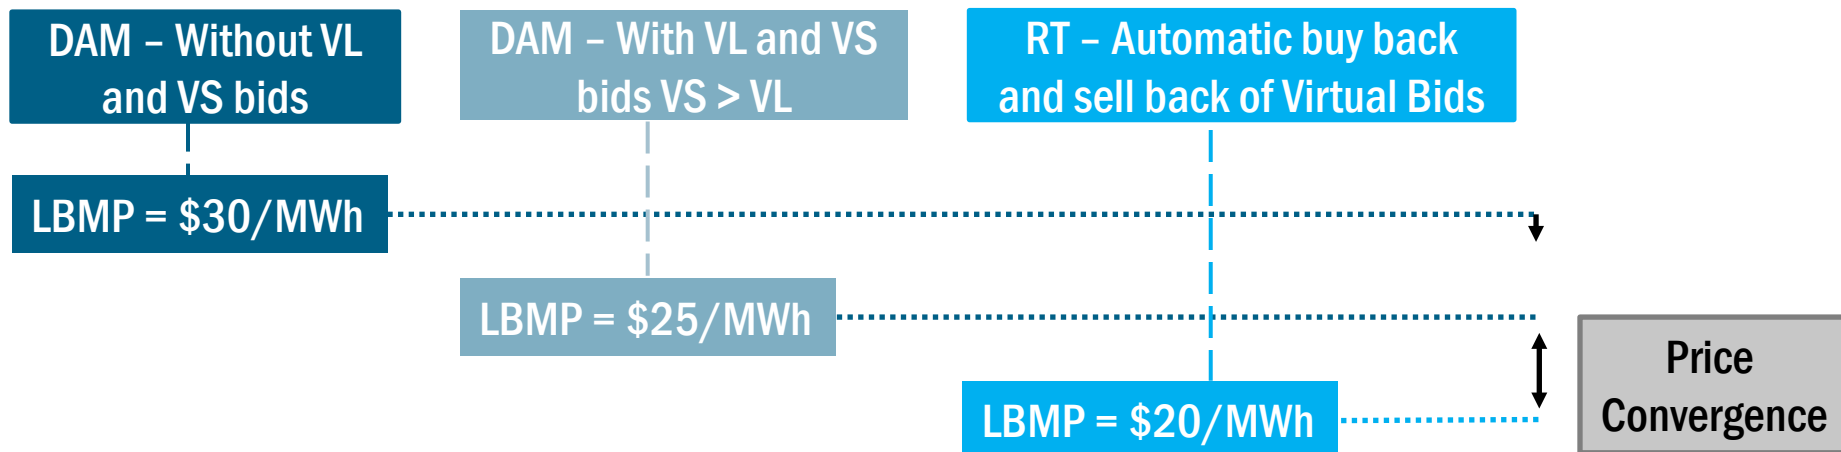 DAM – Without VL
and VS bids
DAM – With VL and VS
bids VS > VL
RT – Automatic buy back
and sell back of Virtual Bids
LBMP = $30/MWh
LBMP = $25/MWh
LBMP = $20/MWh
Price
Convergence